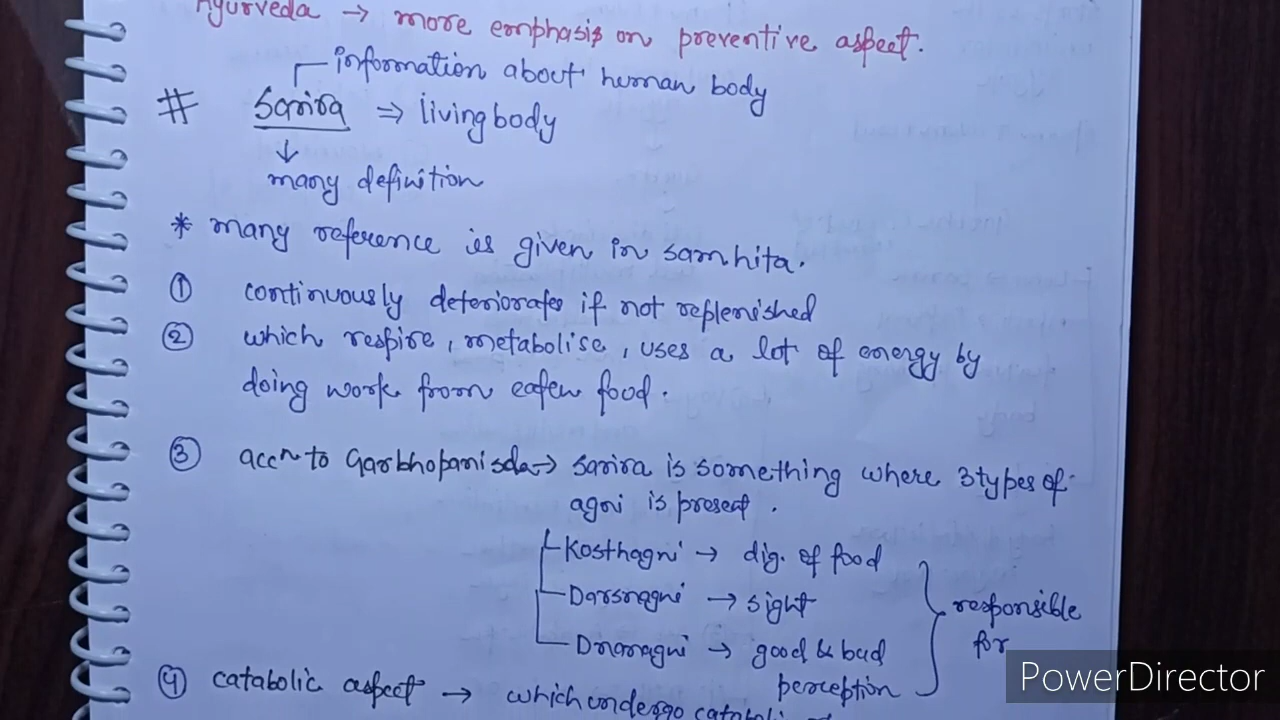 Ayurveda → more emphasis on preventive aspect.
information about human body
# Sarira ⇒ living body
↓
many definition
* many reference is given in samhita.
① continuously deteriorates if not replenished
② which respire, metabolise, uses a lot of energy by
doing work from eaten food.
③ accn to Garbhopanisda → sarira is something where 3 types of
agni is present.
Kosthagni → dig. of food
Darsnagni → sight
Dnanagni → good & bad
perception
responsible
for
④ catabolic aspect → which undergo
PowerDirector